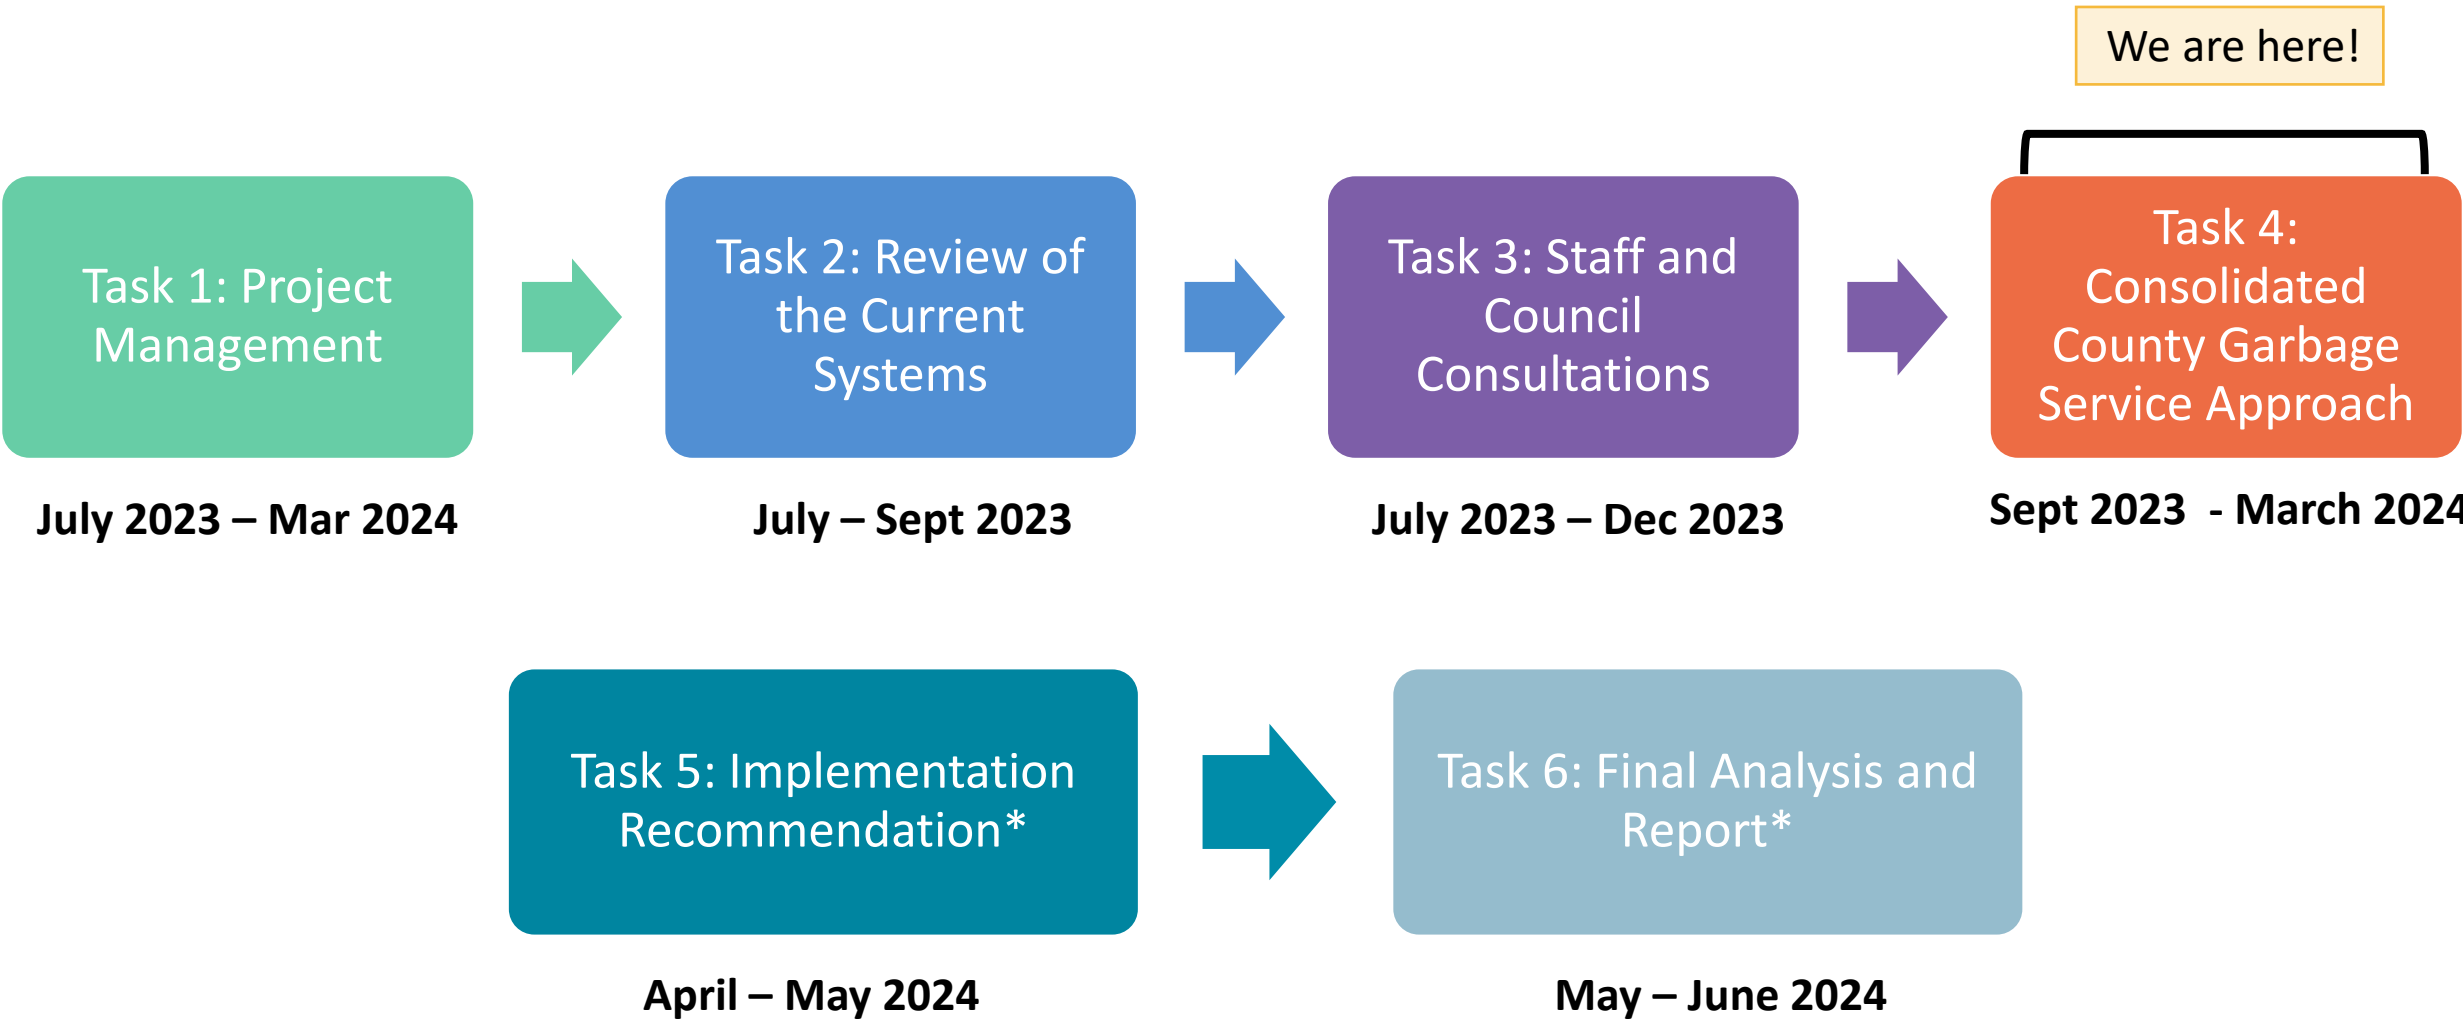 We are here!
Task 1: Project
Management
Task 2: Review of
the Current
Systems
Task 3: Staff and
Council
Consultations
Task 4:
Consolidated
County Garbage
Service Approach
July 2023 – Mar 2024
July – Sept 2023
July 2023 – Dec 2023
Sept 2023  - March 2024
Task 5: Implementation
Recommendation*
Task 6: Final Analysis and
Report*
April – May 2024
May – June 2024